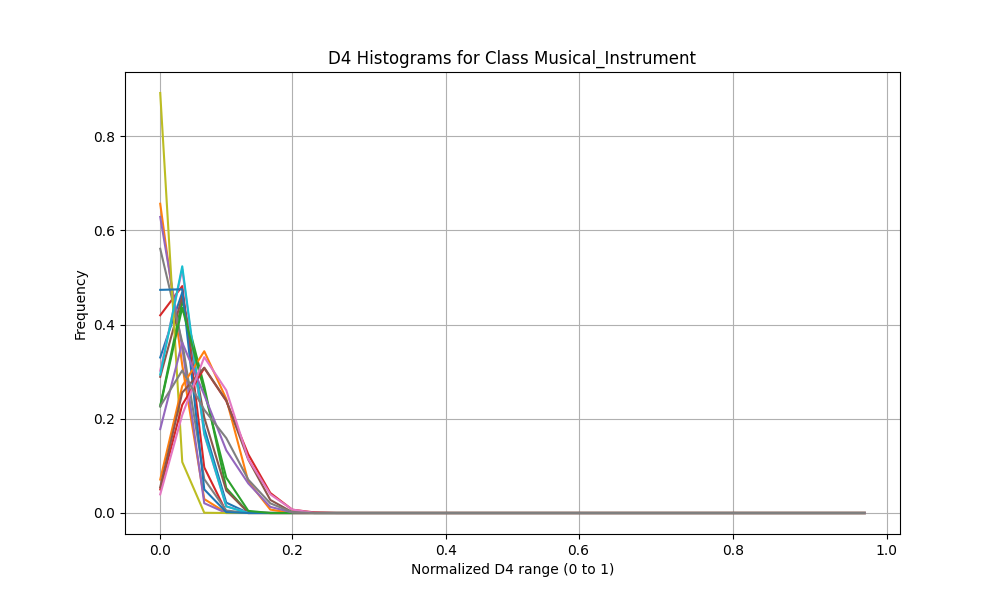 D4 Histograms for Class Musical_Instrument
Frequency
0.8
0.6
0.4
0.2
0.0
0.0 0.2 0.4 0.6 0.8 1.0
Normalized D4 range (0 to 1)